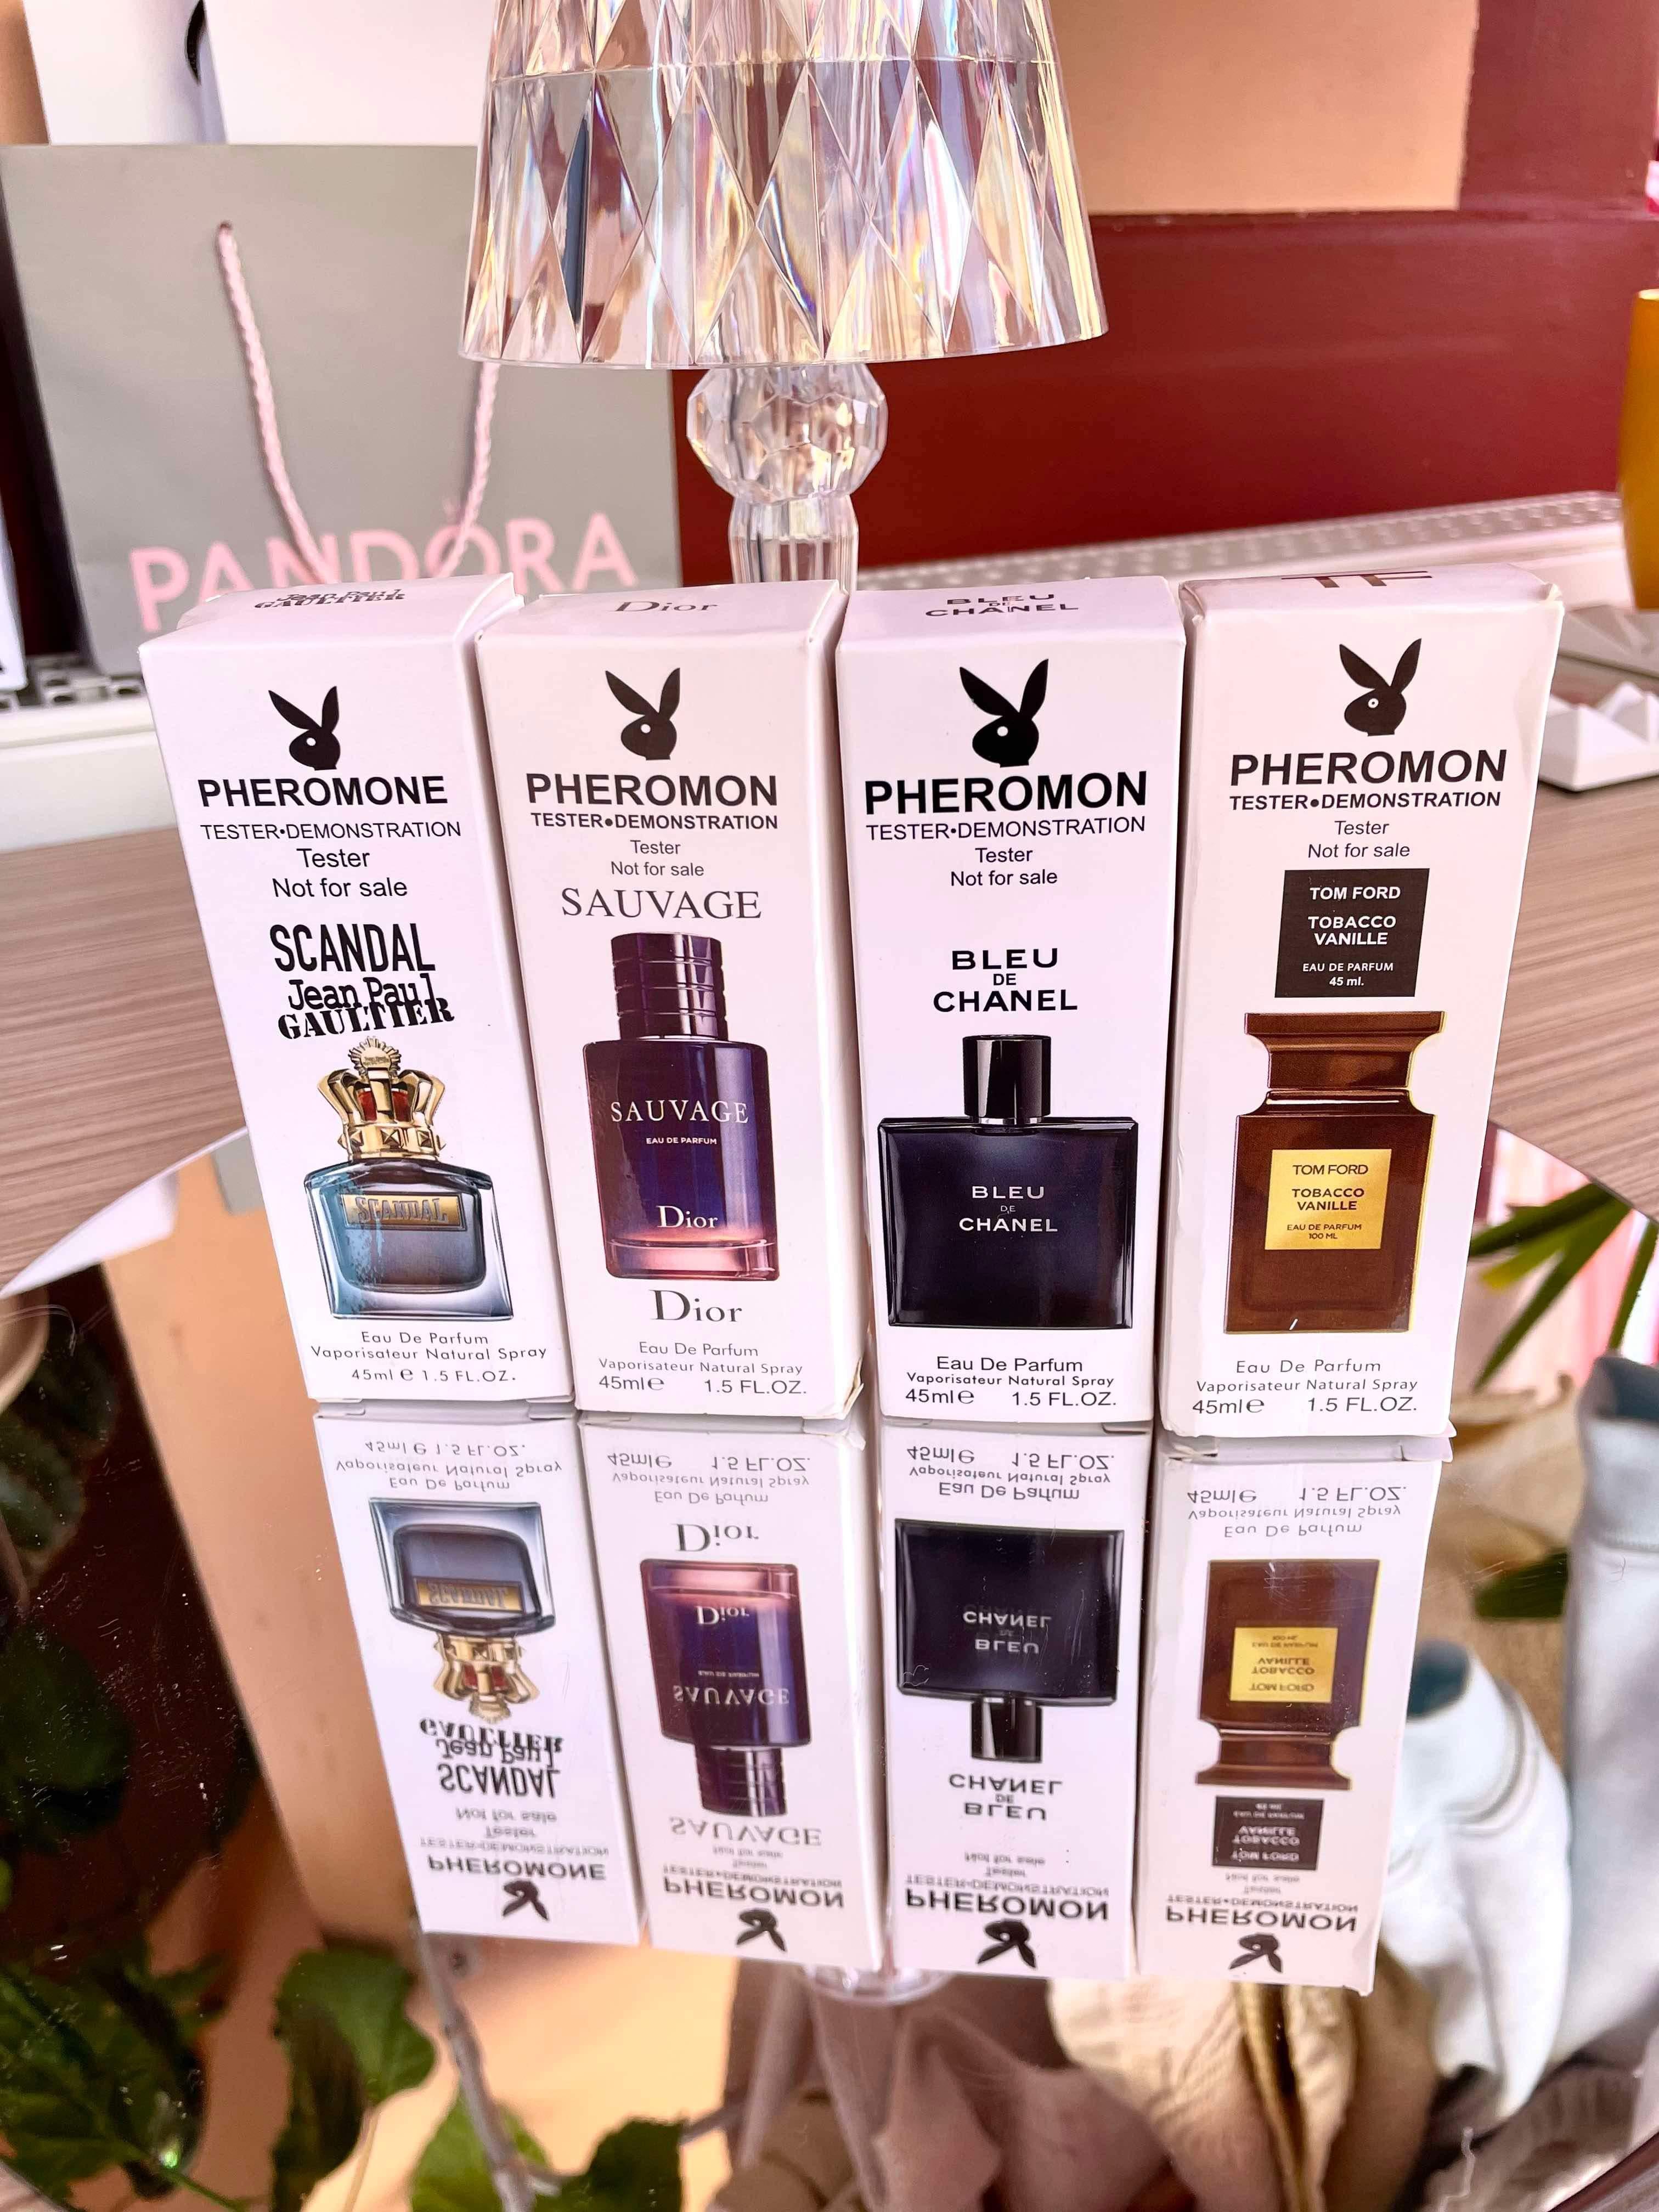 PANDORA
Jean Paul
GAULTIER
PHEROMONE
TESTER•DEMONSTRATION
Tester
Not for sale
SCANDAL
Jean Paul
GAULTIER
SCANDAL
Eau De Parfum
Vaporisateur Natural Spray
45ml e 1.5 FL.OZ.
Dior
PHEROMON
TESTER•DEMONSTRATION
Tester
Not for sale
SAUVAGE
SAUVAGE
EAU DE PARFUM
Dior
Dior
Eau De Parfum
Vaporisateur Natural Spray
45ml e 1.5 FL.OZ.
BLEU
DE
CHANEL
PHEROMON
TESTER•DEMONSTRATION
Tester
Not for sale
BLEU
DE
CHANEL
BLEU
DE
CHANEL
Eau De Parfum
Vaporisateur Natural Spray
45ml e 1.5 FL.OZ.
TF
PHEROMON
TESTER•DEMONSTRATION
Tester
Not for sale
TOM FORD
TOBACCO
VANILLE
EAU DE PARFUM
45 ml.
TOM FORD
TOBACCO
VANILLE
EAU DE PARFUM
100 ML
Eau De Parfum
Vaporisateur Natural Spray
45ml e 1.5 FL.OZ.